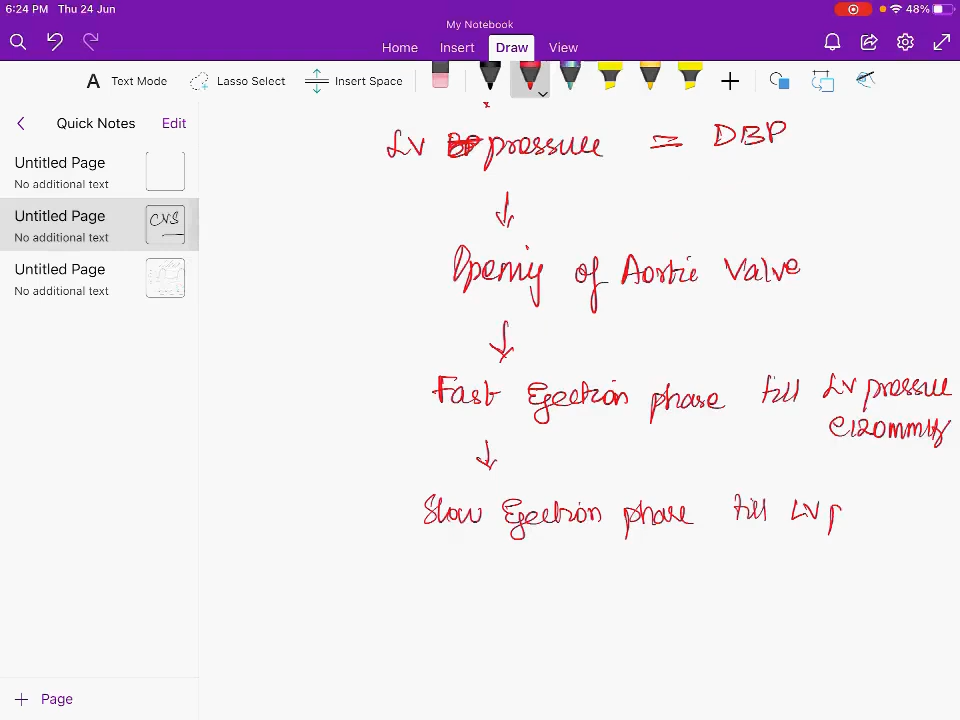 6:24 PM Thu 24 Jun
48%
My Notebook
Home Insert Draw View
Text Mode Lasso Select Insert Space
Quick Notes Edit
Untitled Page
No additional text
Untitled Page
No additional text
CVS
Untitled Page
No additional text
LV pressure = DBP
Opening of Aortic Valve
Fast Ejection phase till LV pressure
(120mmHg
Slow Ejection phase till LV p
+ Page